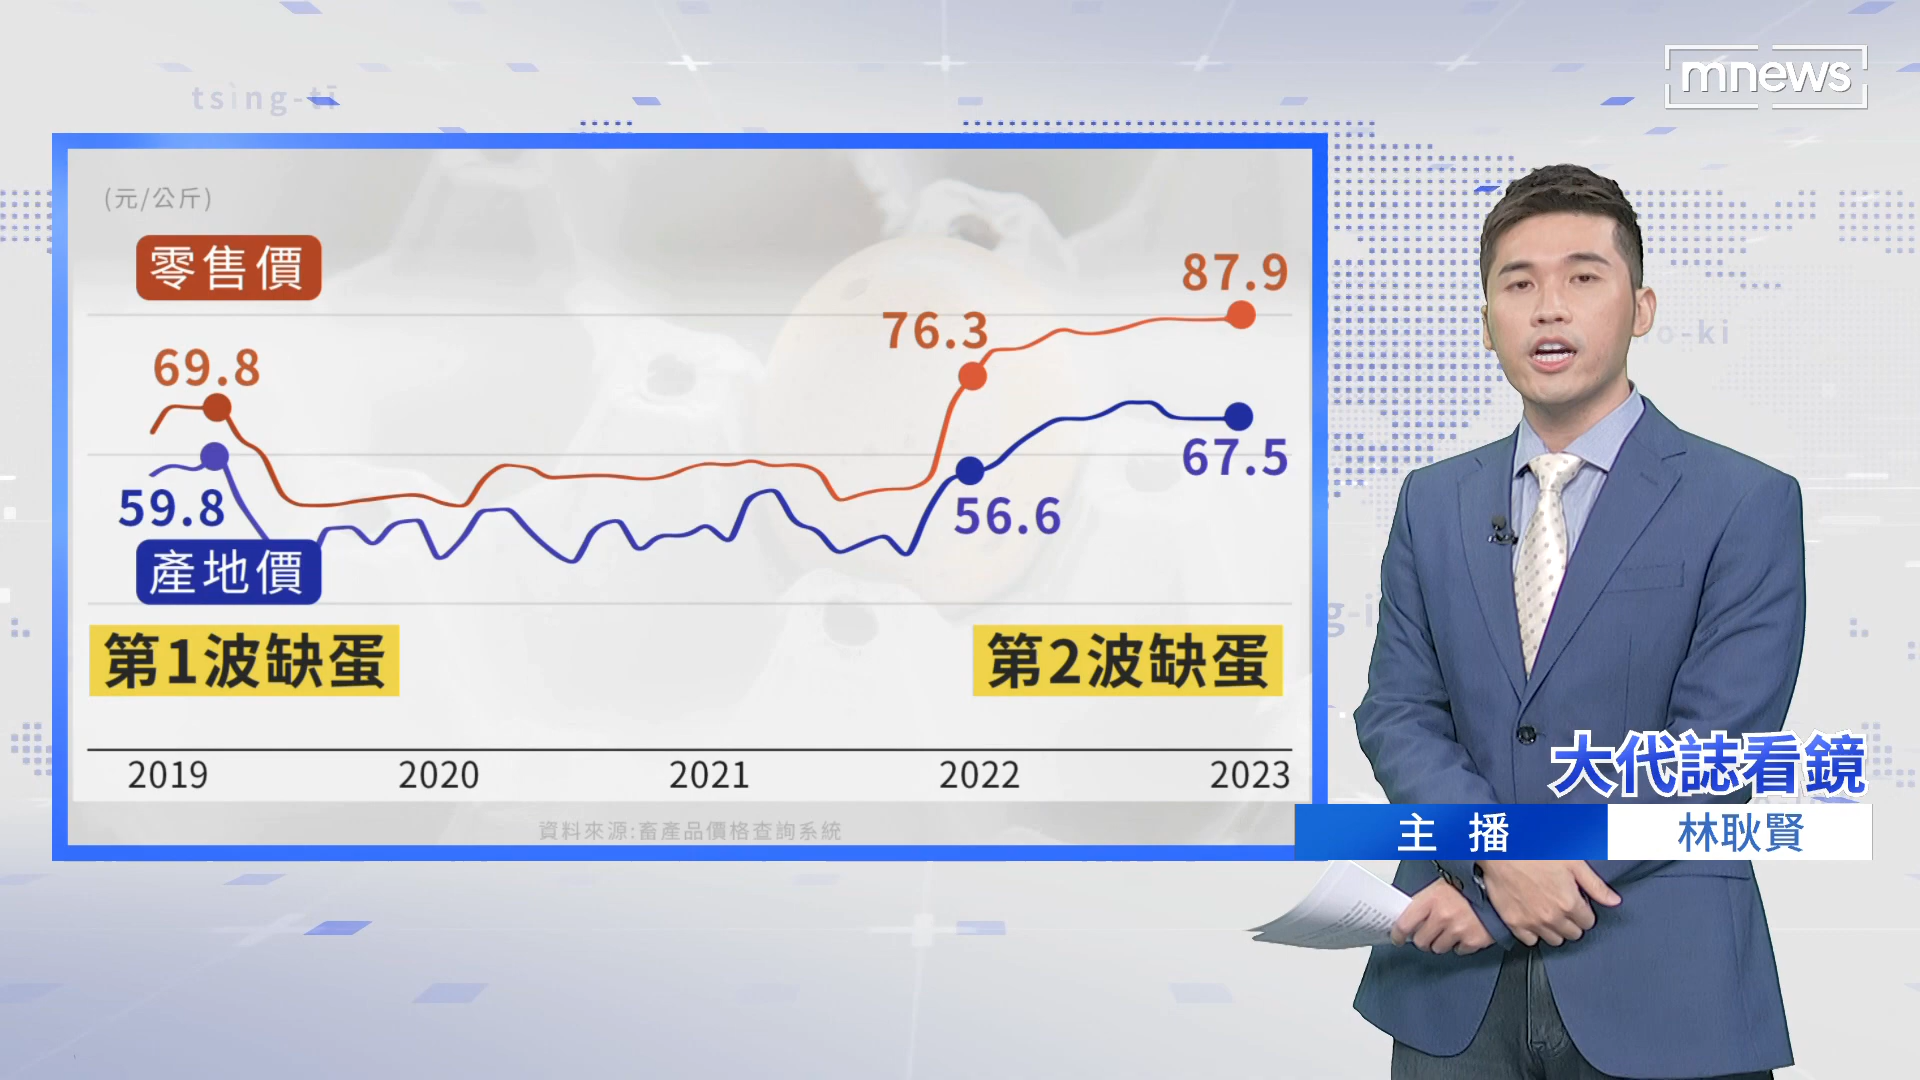 tsìng-tī
mnews
(元/公斤)
零售價
87.9
76.3
69.8
67.5
59.8
56.6
產地價
第1波缺蛋
第2波缺蛋
2019 2020 2021 2022 2023
資料來源:畜產品價格查詢系統
大代誌看鏡
主播 林耿賢